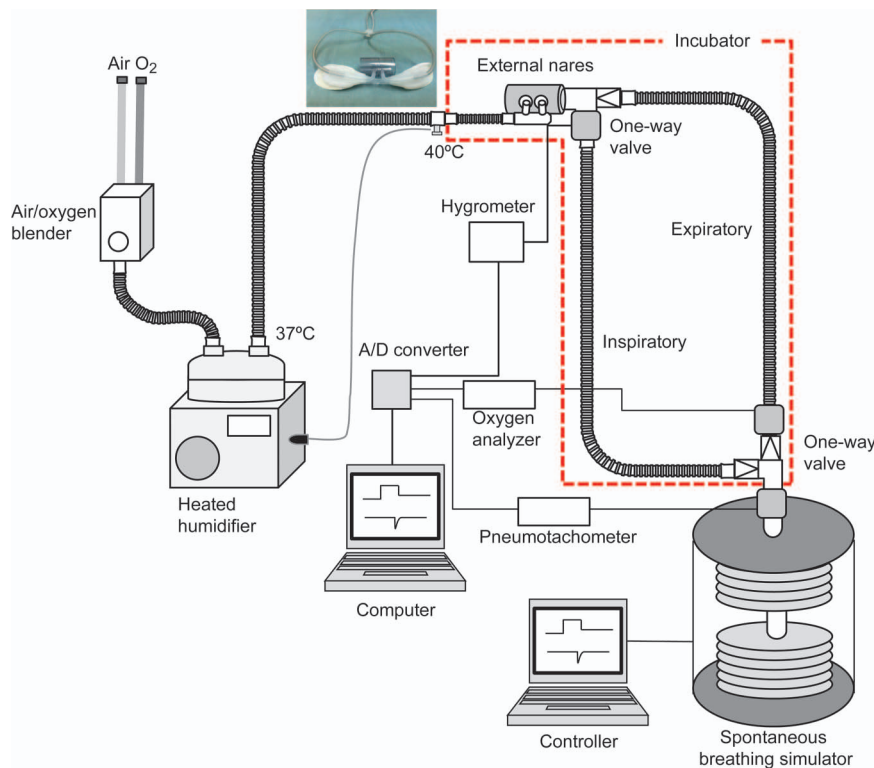 Incubator
Air O2
External nares
40ºC
One-way
valve
Air/oxygen
blender
Hygrometer
Expiratory
37ºC
A/D converter
Inspiratory
Oxygen
analyzer
One-way
valve
Heated
humidifier
Pneumotachometer
Computer
Controller
Spontaneous
breathing simulator